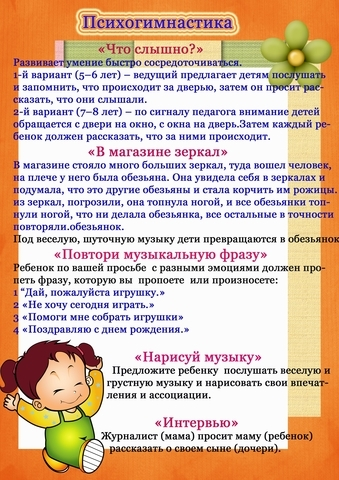 Психогимнастика
«Что слышно?»
Развивает умение быстро сосредоточиться.
1-й вариант (5–6 лет) – ведущий предлагает детям послушать
и запомнить, что происходит за дверью, затем он просит рас-
сказать, что они слышали.
2-й вариант (7–8 лет) – по сигналу педагога внимание детей
обращается с двери на окно, с окна на дверь.Затем каждый ре-
бенок должен рассказать, что за ними происходит.
«В магазине зеркал»
В магазине стояло много больших зеркал, туда вошел человек,
на плече у него была обезьяна. Она увидела себя в зеркалах и
подумала, что это другие обезьяны и стала корчить им рожицы.
из зеркал, погрозили, она топнула ногой, и все обезьянки топ-
нули ногой, что ни делала обезьянка, все остальные в точности
повторяли.обезьянок.
Под веселую, шуточную музыку дети превращаются в обезьянок
«Повтори музыкальную фразу»
Ребенок по вашей просьбе с разными эмоциями должен про-
петь фразу, которую вы пропоете или произносете:
1 “Дай, пожалуйста игрушку.»
2 «Не хочу сегодня играть.»
3 «Помоги мне собрать игрушки»
4 «Поздравляю с днем рождения.»
«Нарисуй музыку»
Предложите ребенку послушать веселую и
грустную музыку и нарисовать свои впечат-
ления и ассоциации.
«Интервью»
Журналист (мама) просит маму (ребенок)
рассказать о своем сыне (дочери).